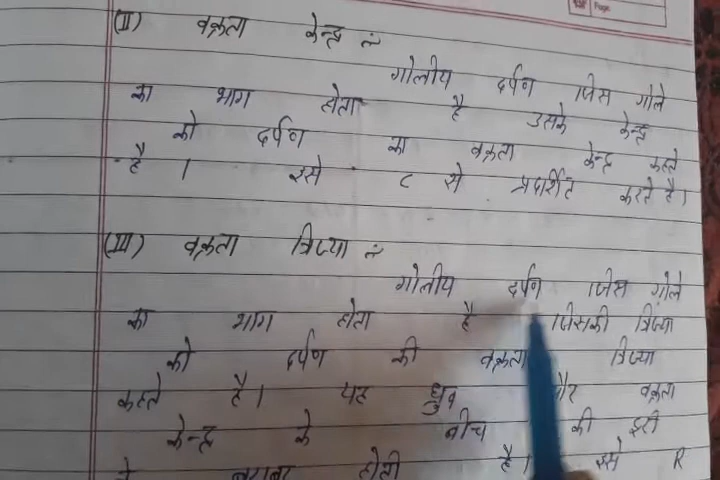 (II) वक्रता केन्द्र :-
गोलीय दर्पण जिस गोले
का भाग होता है उसके केन्द्र
को दर्पण का वक्रता केन्द्र कहते
है । इसे C से प्रदर्शित करते है।
(III) वक्रता त्रिज्या :-
गोलीय दर्पण जिस गोले
का भाग होता है जिसकी त्रिज्या
को दर्पण की वक्रता त्रिज्या
कहते है। यह ध्रुव और वक्रता
केन्द्र के बीच की दूरी
के बराबर होती है। इसे R
Page